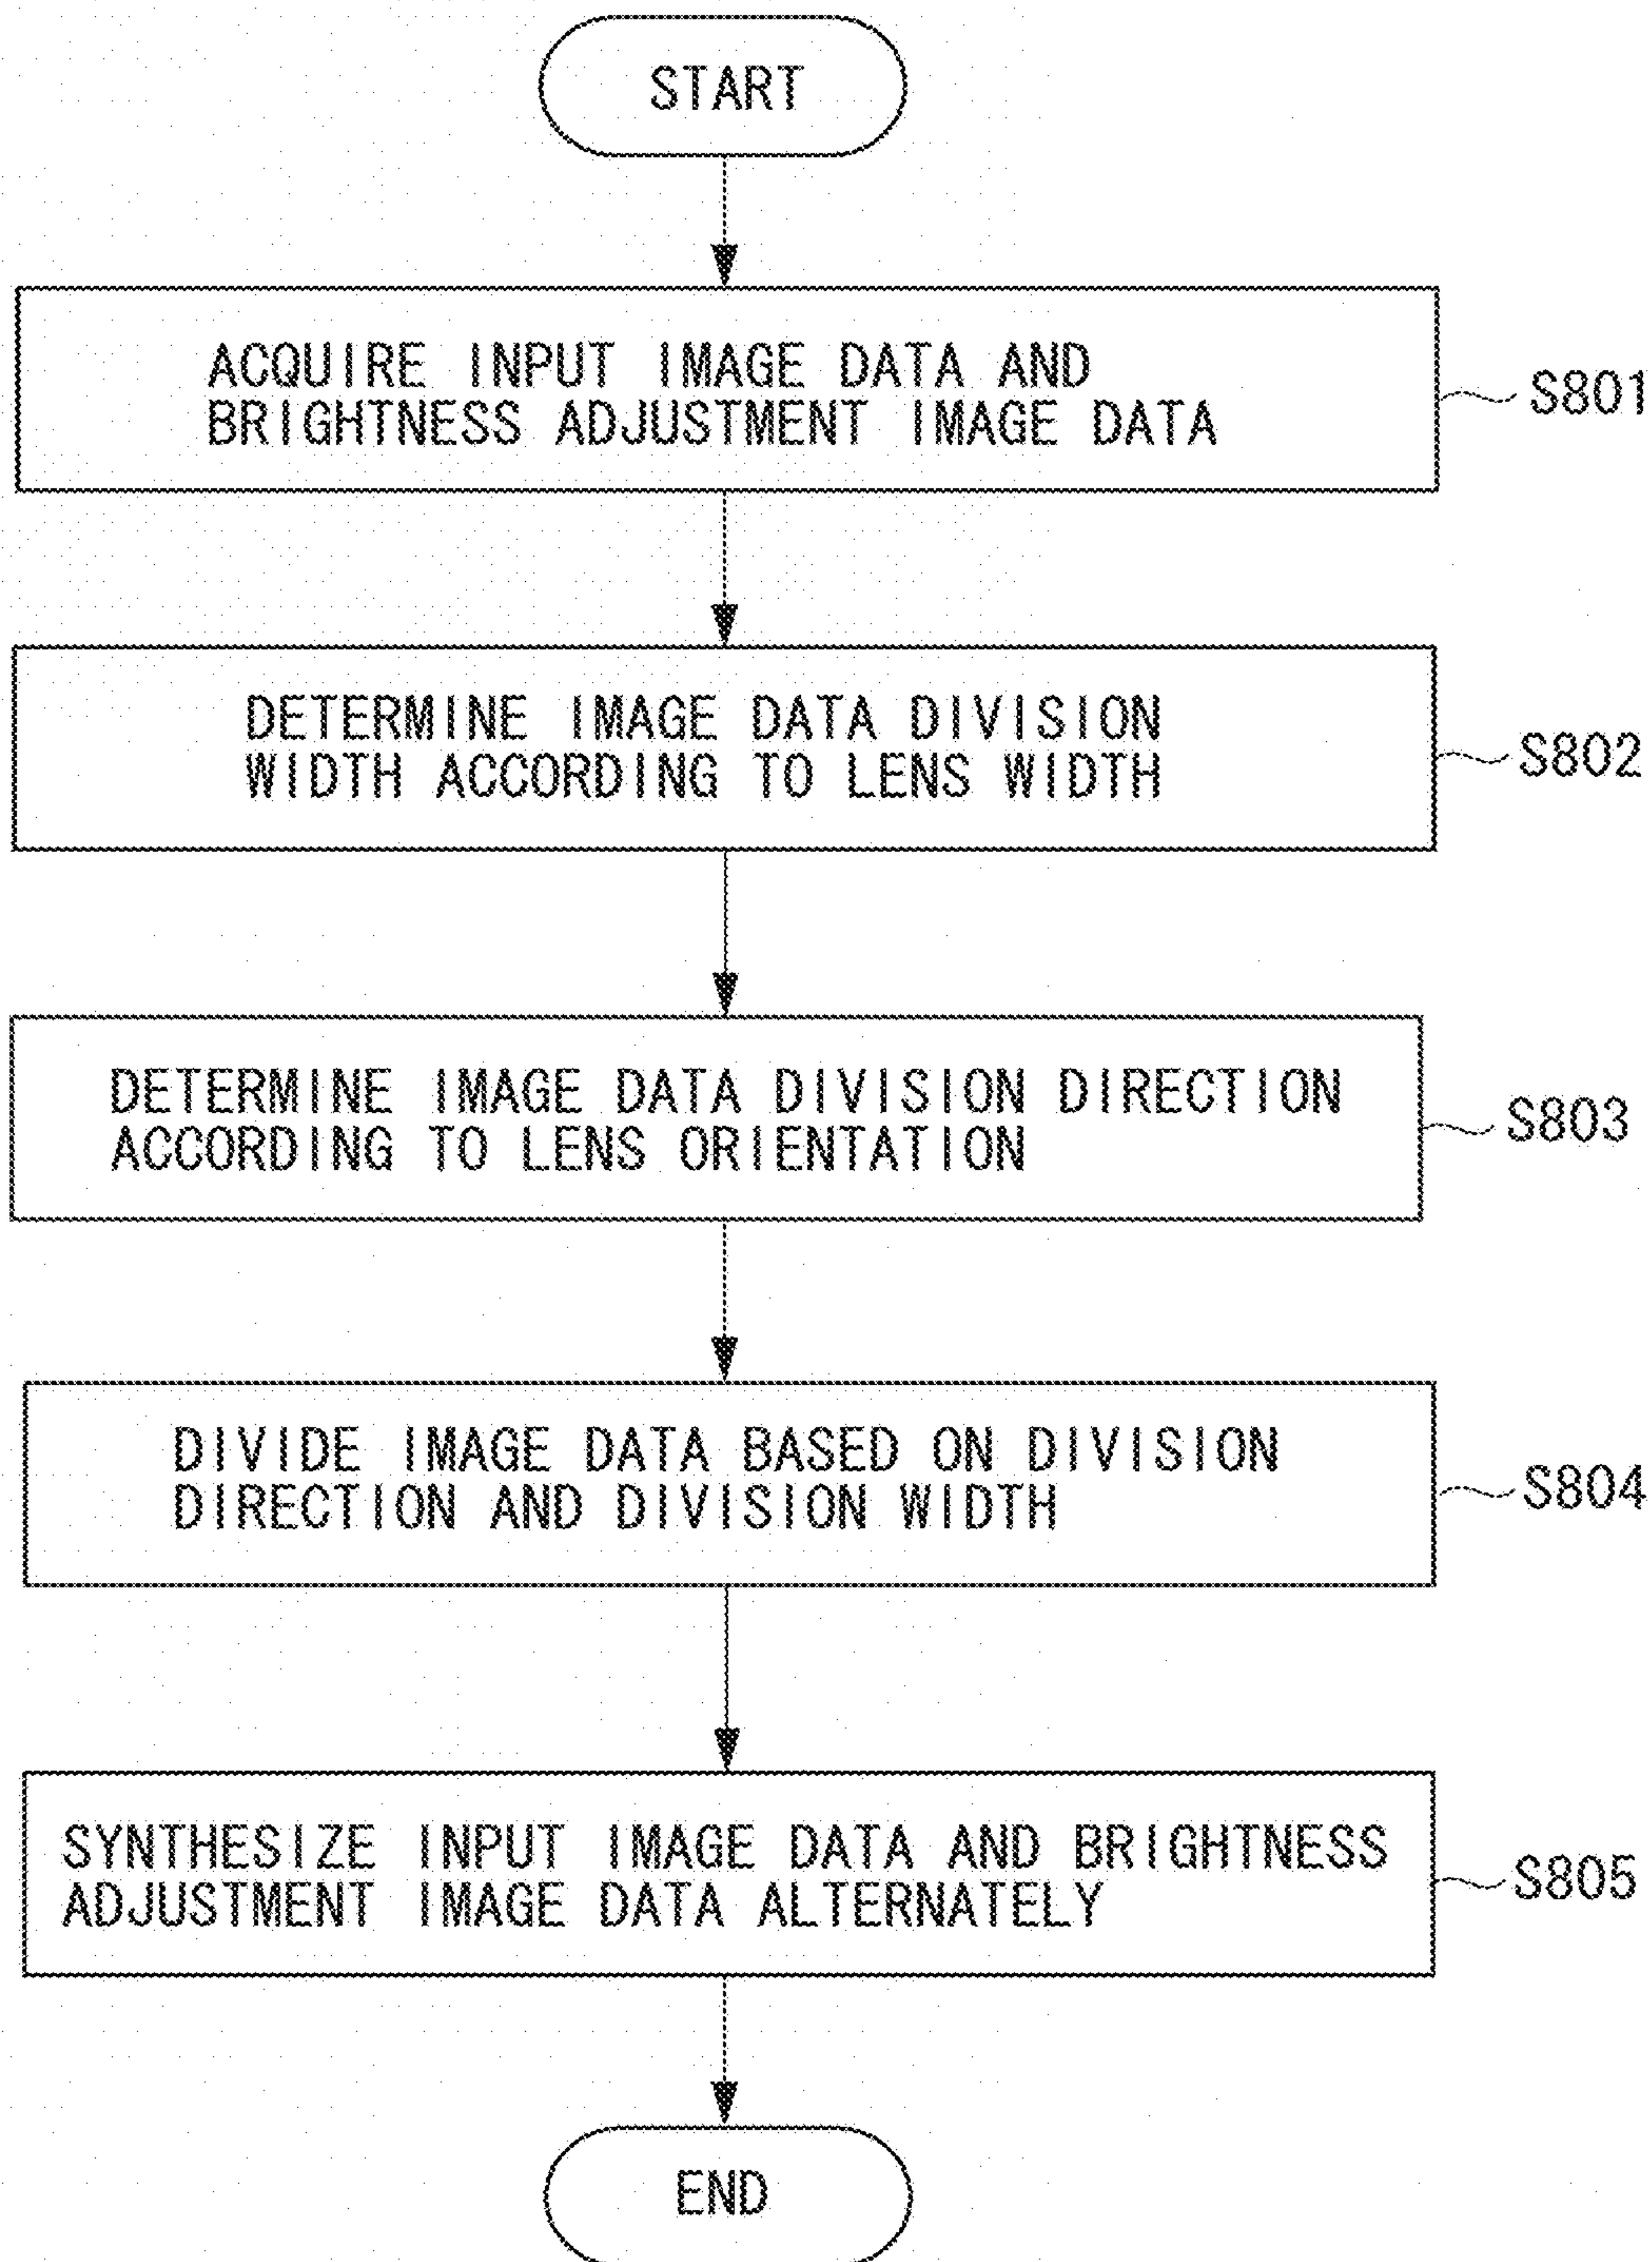 START
ACQUIRE INPUT IMAGE DATA AND
BRIGHTNESS ADJUSTMENT IMAGE DATA
S801
DETERMINE IMAGE DATA DIVISION
WIDTH ACCORDING TO LENS WIDTH
S802
DETERMINE IMAGE DATA DIVISION DIRECTION
ACCORDING TO LENS ORIENTATION
S803
DIVIDE IMAGE DATA BASED ON DIVISION
DIRECTION AND DIVISION WIDTH
S804
SYNTHESIZE INPUT IMAGE DATA AND BRIGHTNESS
ADJUSTMENT IMAGE DATA ALTERNATELY
S805
END